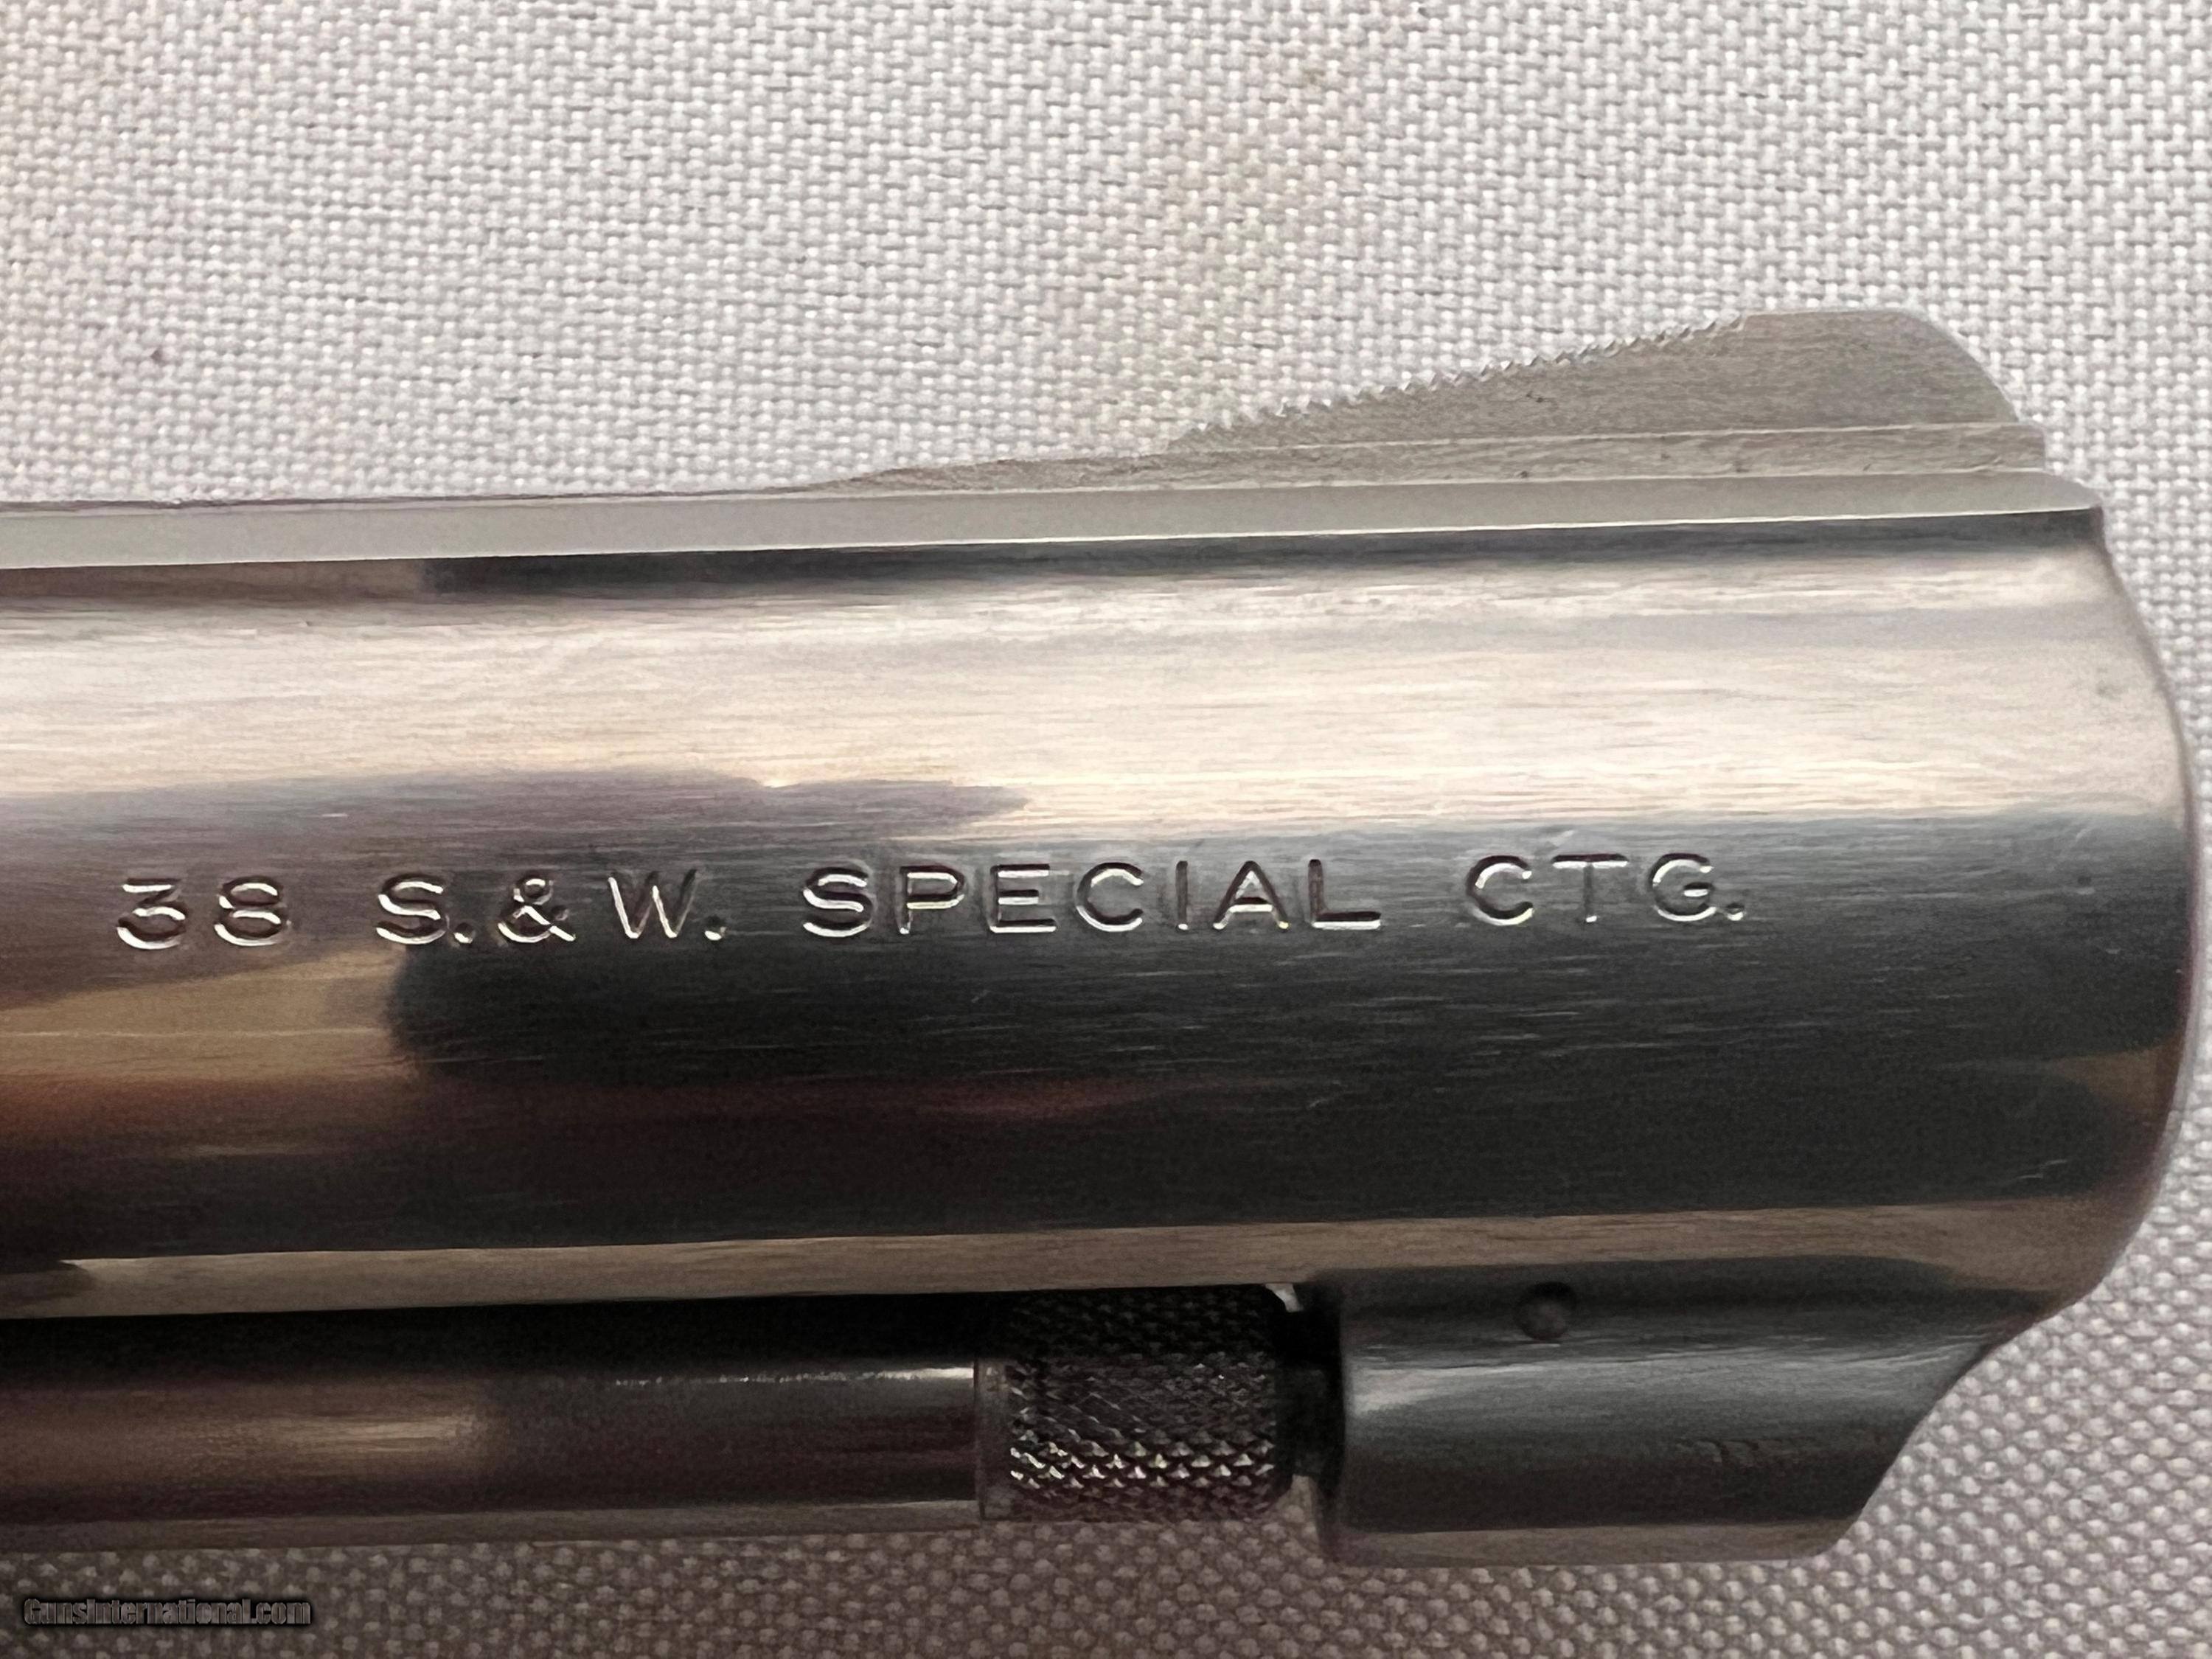 38 S.&W. SPECIAL CTG.
GunsInternational.com